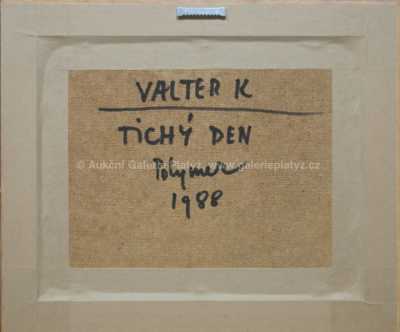 VALTER K
TICHÝ DEN
© Aukční Galerie Platýz, www.galerieplatyz.cz
Polymer
1988